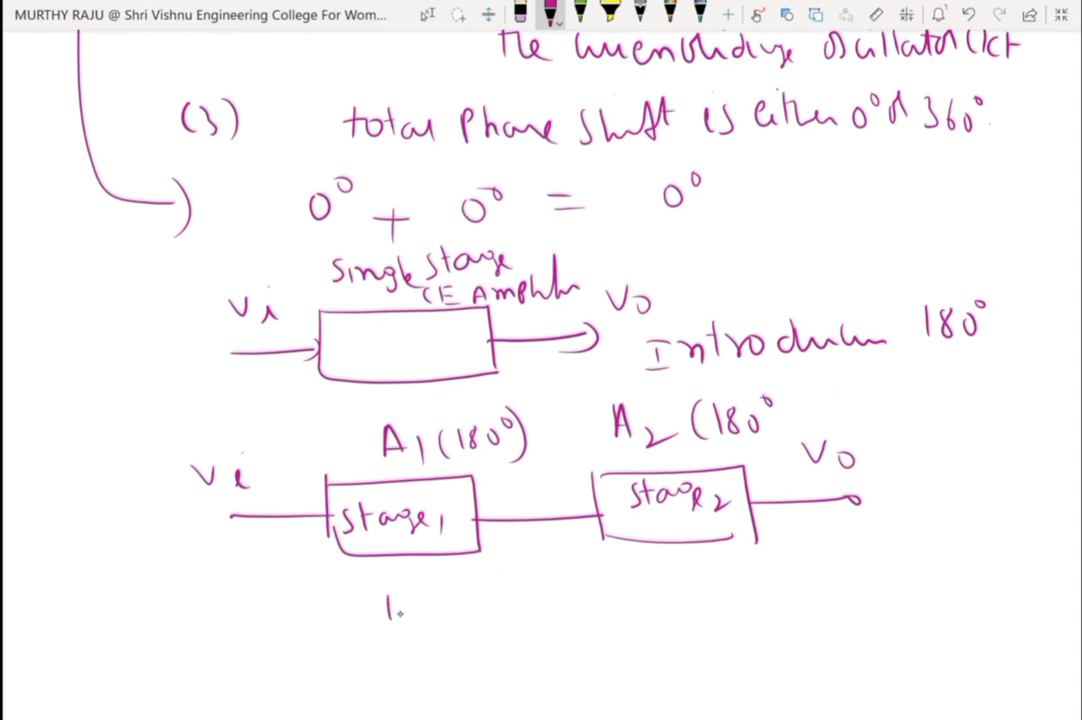 MURTHY RAJU @ Shri Vishnu Engineering College For Wom...
The
(3) total Phase Shift is either 0° or 360°
0° + 0° = 0°
Single stage
CE Amplifier
Vi
Vo
Introduces 180°
A1 (180°)
A2 (180°
Vi
Stage1
Stage2
Vo